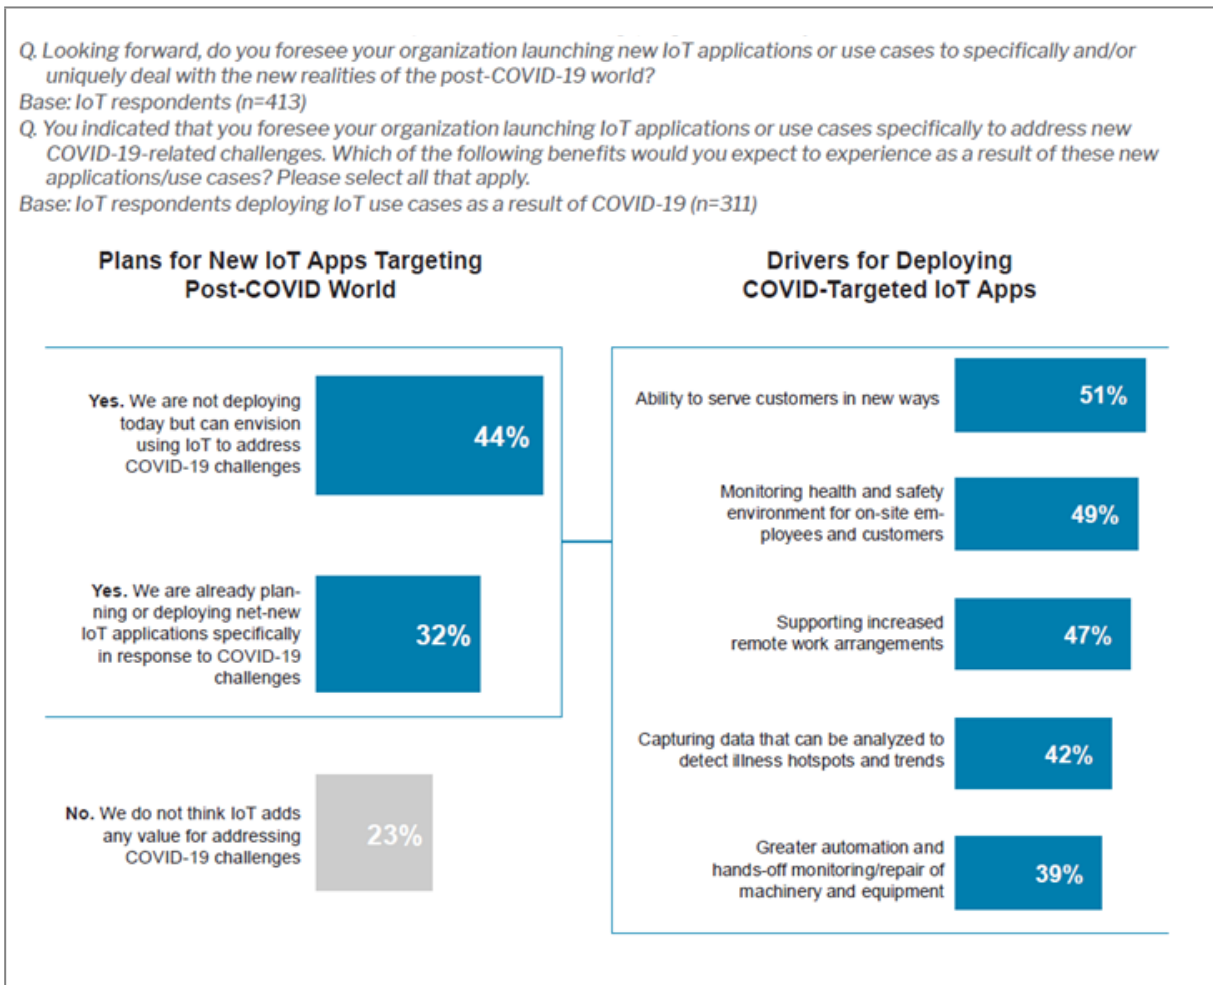 Q. Looking forward, do you foresee your organization launching new IoT applications or use cases to specifically and/or
uniquely deal with the new realities of the post-COVID-19 world?
Base: IoT respondents (n=413)
Q. You indicated that you foresee your organization launching IoT applications or use cases specifically to address new
COVID-19-related challenges. Which of the following benefits would you expect to experience as a result of these new
applications/use cases? Please select all that apply.
Base: IoT respondents deploying IoT use cases as a result of COVID-19 (n=311)
Plans for New IoT Apps Targeting
Post-COVID World
Yes. We are not deploying
today but can envision
using IoT to address
COVID-19 challenges
44%
Yes. We are already plan-
ning or deploying net-new
IoT applications specifically
in response to COVID-19
challenges
32%
No. We do not think IoT adds
any value for addressing
COVID-19 challenges
23%
Drivers for Deploying
COVID-Targeted IoT Apps
Ability to serve customers in new ways
51%
Monitoring health and safety
environment for on-site em-
ployees and customers
49%
Supporting increased
remote work arrangements
47%
Capturing data that can be analyzed to
detect illness hotspots and trends
42%
Greater automation and
hands-off monitoring/repair of
machinery and equipment
39%